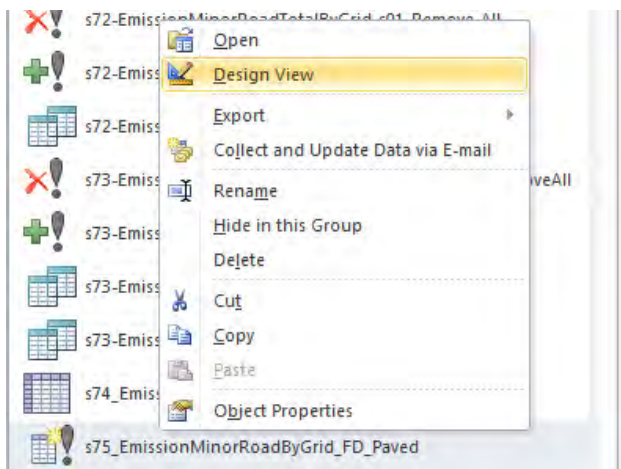 s72-EmissionMinorRoadTotalByGrid_s01_Remove_All
Open
s72-Emiss
Design View
Export
s72-Emiss
Collect and Update Data via E-mail
s73-Emiss
veAll
Rename
s73-Emiss
Hide in this Group
Delete
s73-Emiss
Cut
s73-Emiss
Copy
Paste
s74_Emiss
Object Properties
s75_EmissionMinorRoadByGrid_FD_Paved